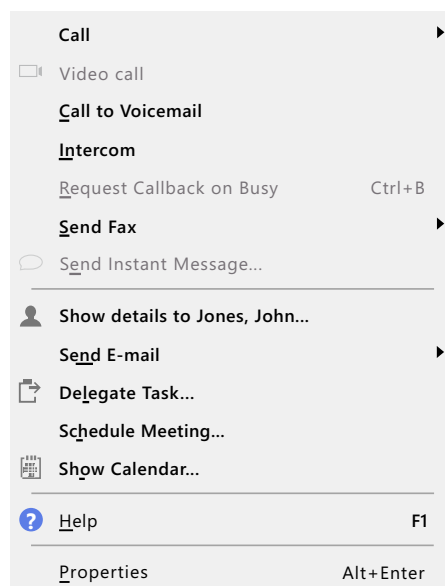 Call
Video call
Call to Voicemail
Intercom
Request Callback on Busy Ctrl+B
Send Fax
Send Instant Message...
Show details to Jones, John...
Send E-mail
Delegate Task...
Schedule Meeting...
Show Calendar...
Help F1
Properties Alt+Enter